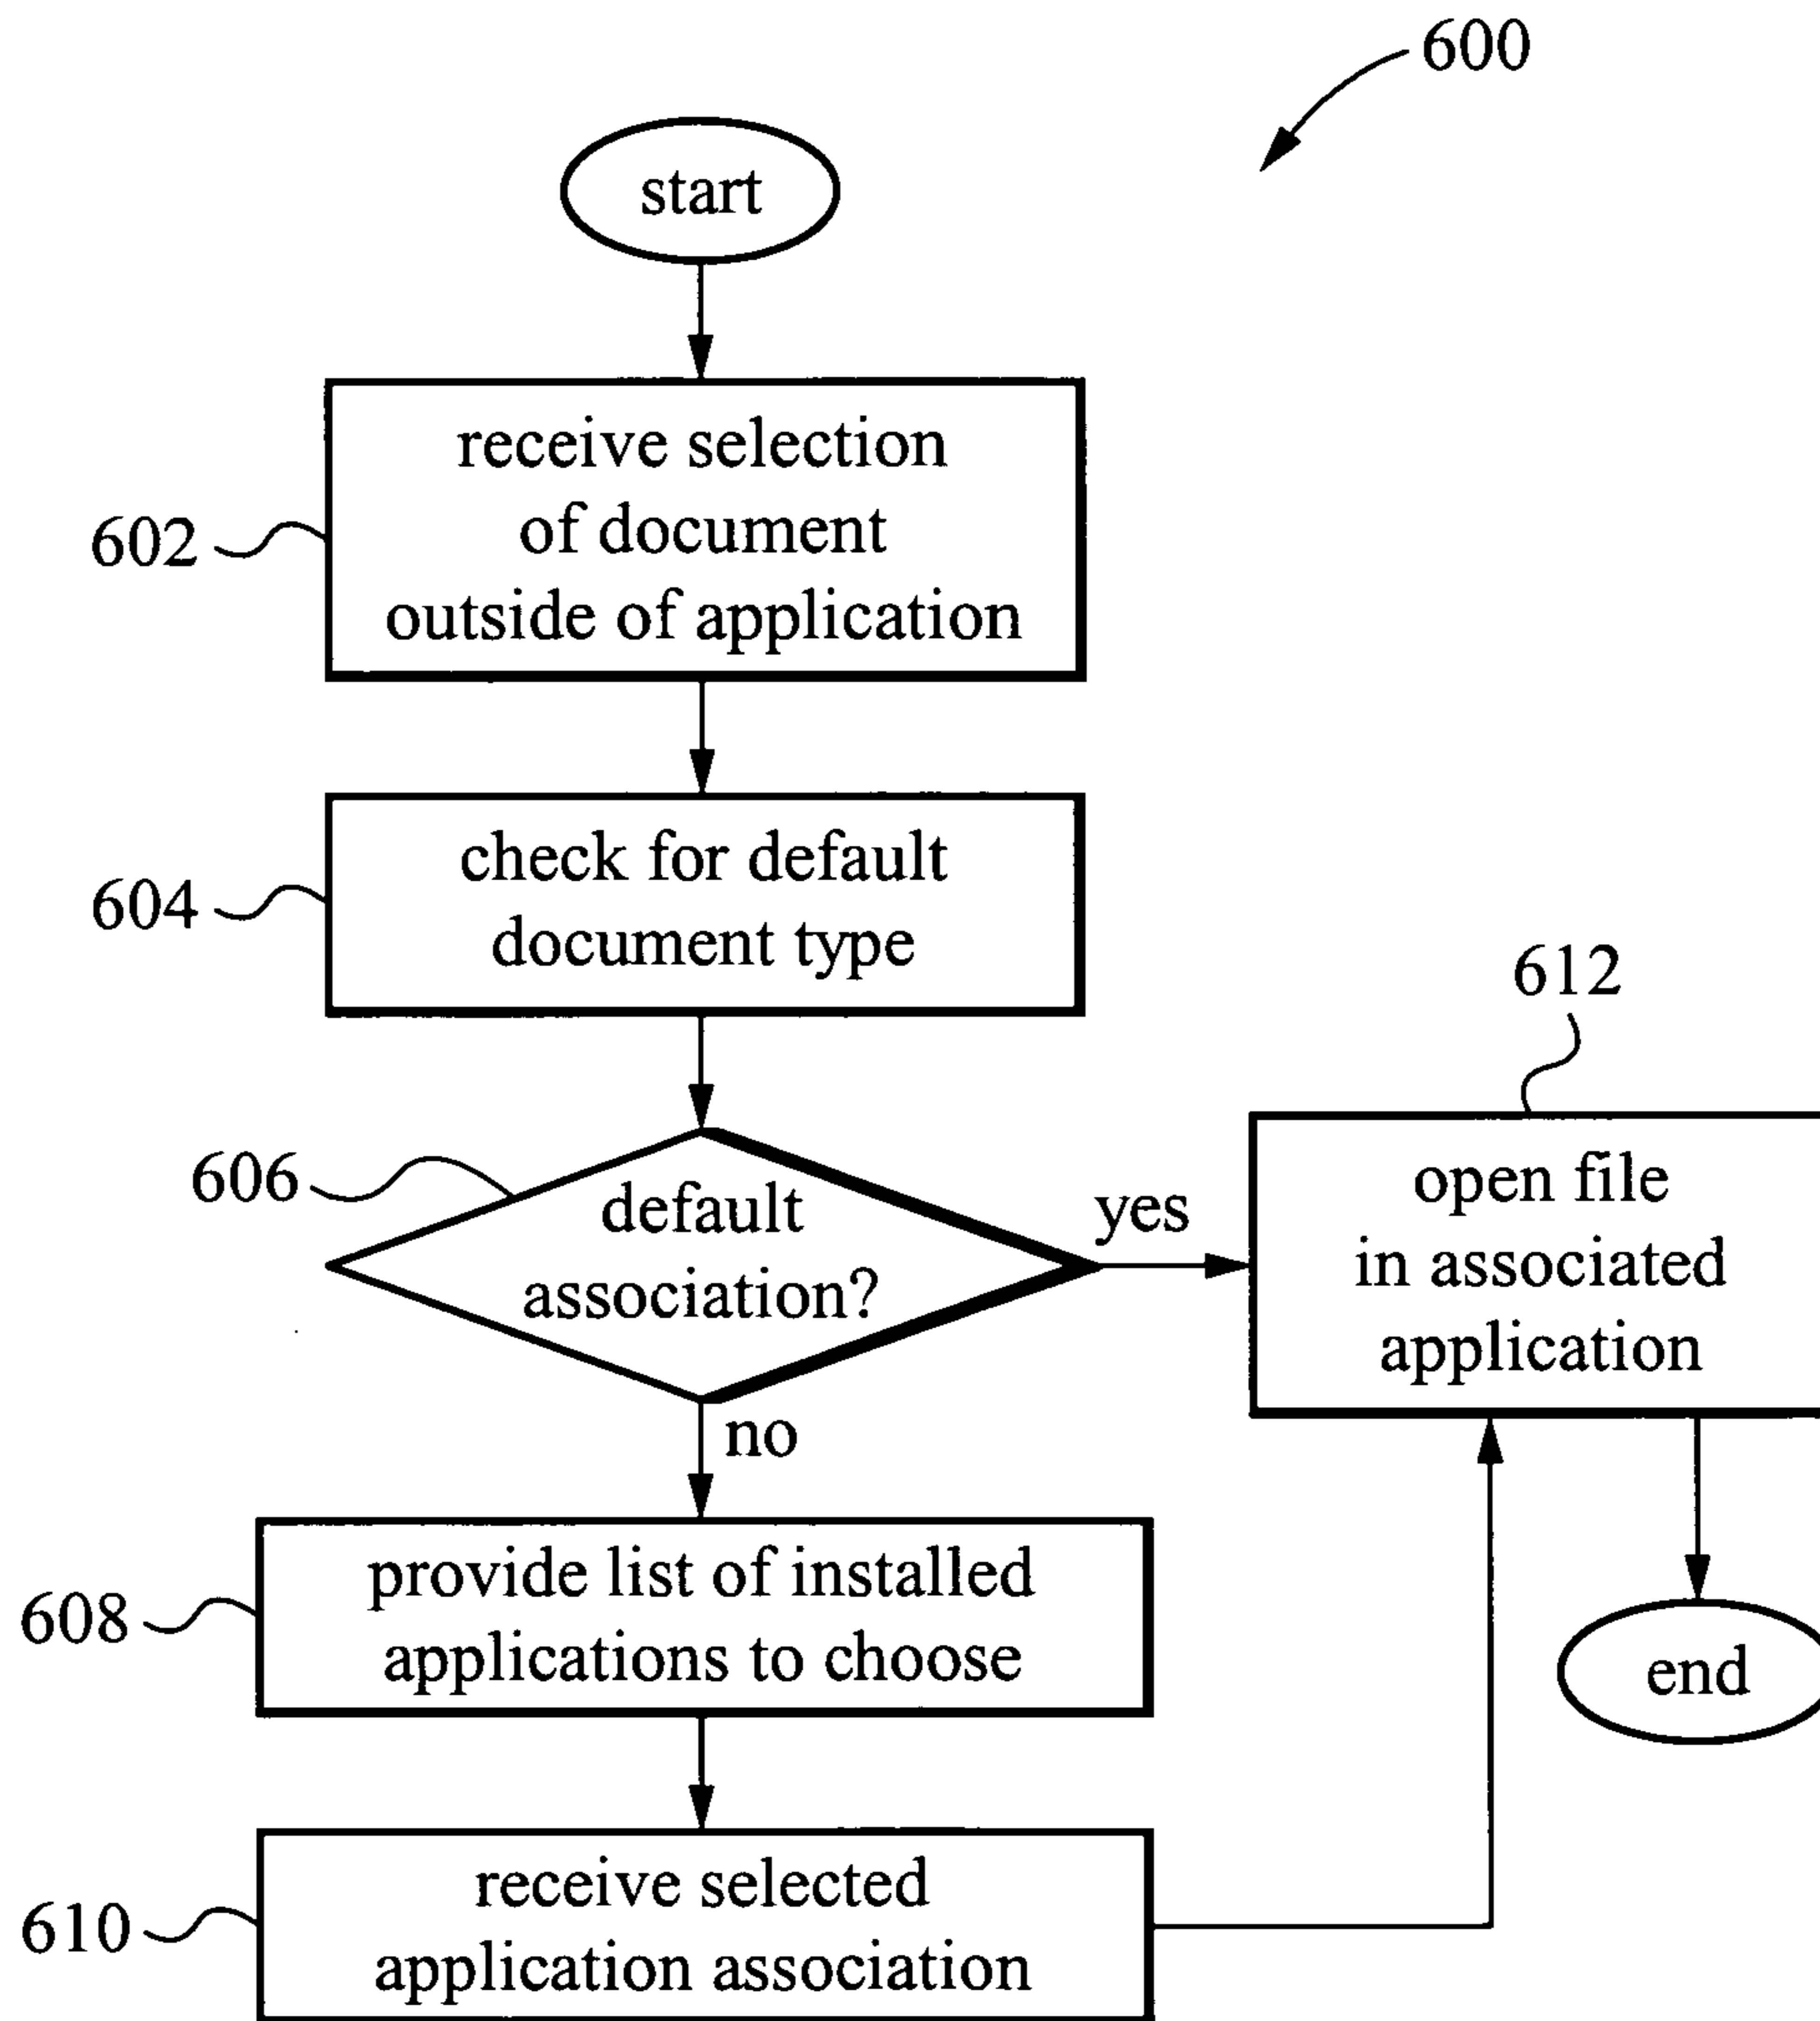 600
start
receive selection
of document
outside of application
602
check for default
document type
604
612
606
default
association?
yes
open file
in associated
application
no
provide list of installed
applications to choose
608
end
receive selected
application association
610